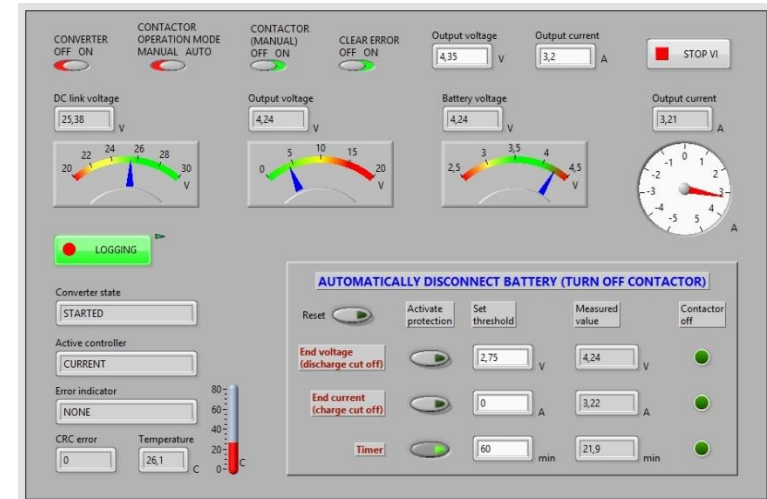 CONVERTER
OFF ON
CONTACTOR
OPERATION MODE
MANUAL AUTO
CONTACTOR
(MANUAL)
OFF ON
CLEAR ERROR
OFF ON
Output voltage
4,35 V
Output current
3,2 A
STOP VI
DC link voltage
25,38 V
Output voltage
4,24 V
Battery voltage
4,24 V
Output current
3,21 A
20 22 24 26 28 30
V
0 5 10 15 20
V
2,5 3 3,5 4 4,5
V
-5 -4 -3 -2 -1 0 1 2 3 4 5
A
LOGGING
Converter state
STARTED
Active controller
CURRENT
Error indicator
NONE
CRC error
0
Temperature
26,1 C
80
60
40
20
0
C
AUTOMATICALLY DISCONNECT BATTERY (TURN OFF CONTACTOR)
Reset
Activate
protection
Set
threshold
Measured
value
Contactor
off
End voltage
(discharge cut off)
2,75 V
4,24 V
End current
(charge cut off)
0 A
3,22 A
Timer
60 min
21,9 min